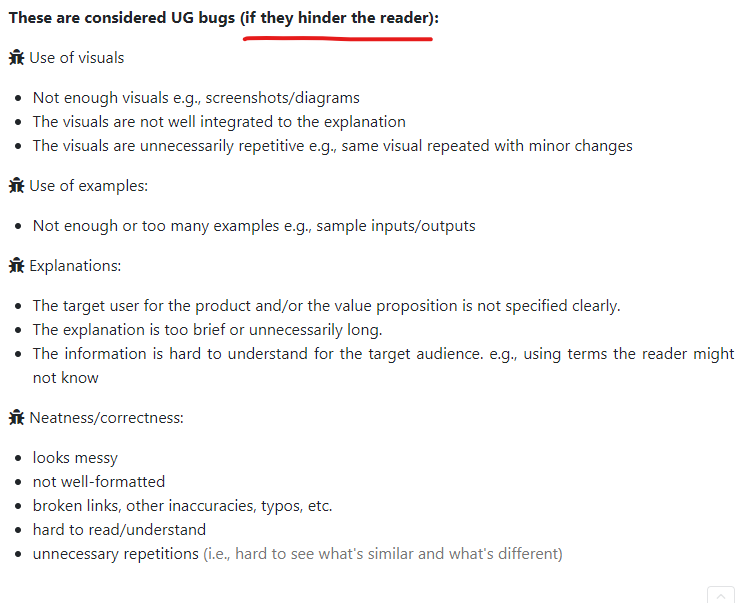 These are considered UG bugs (if they hinder the reader):
Use of visuals
Not enough visuals e.g., screenshots/diagrams
The visuals are not well integrated to the explanation
The visuals are unnecessarily repetitive e.g., same visual repeated with minor changes
Use of examples:
Not enough or too many examples e.g., sample inputs/outputs
Explanations:
The target user for the product and/or the value proposition is not specified clearly.
The explanation is too brief or unnecessarily long.
The information is hard to understand for the target audience. e.g., using terms the reader might
not know
Neatness/correctness:
looks messy
not well-formatted
broken links, other inaccuracies, typos, etc.
hard to read/understand
unnecessary repetitions (i.e., hard to see what's similar and what's different)